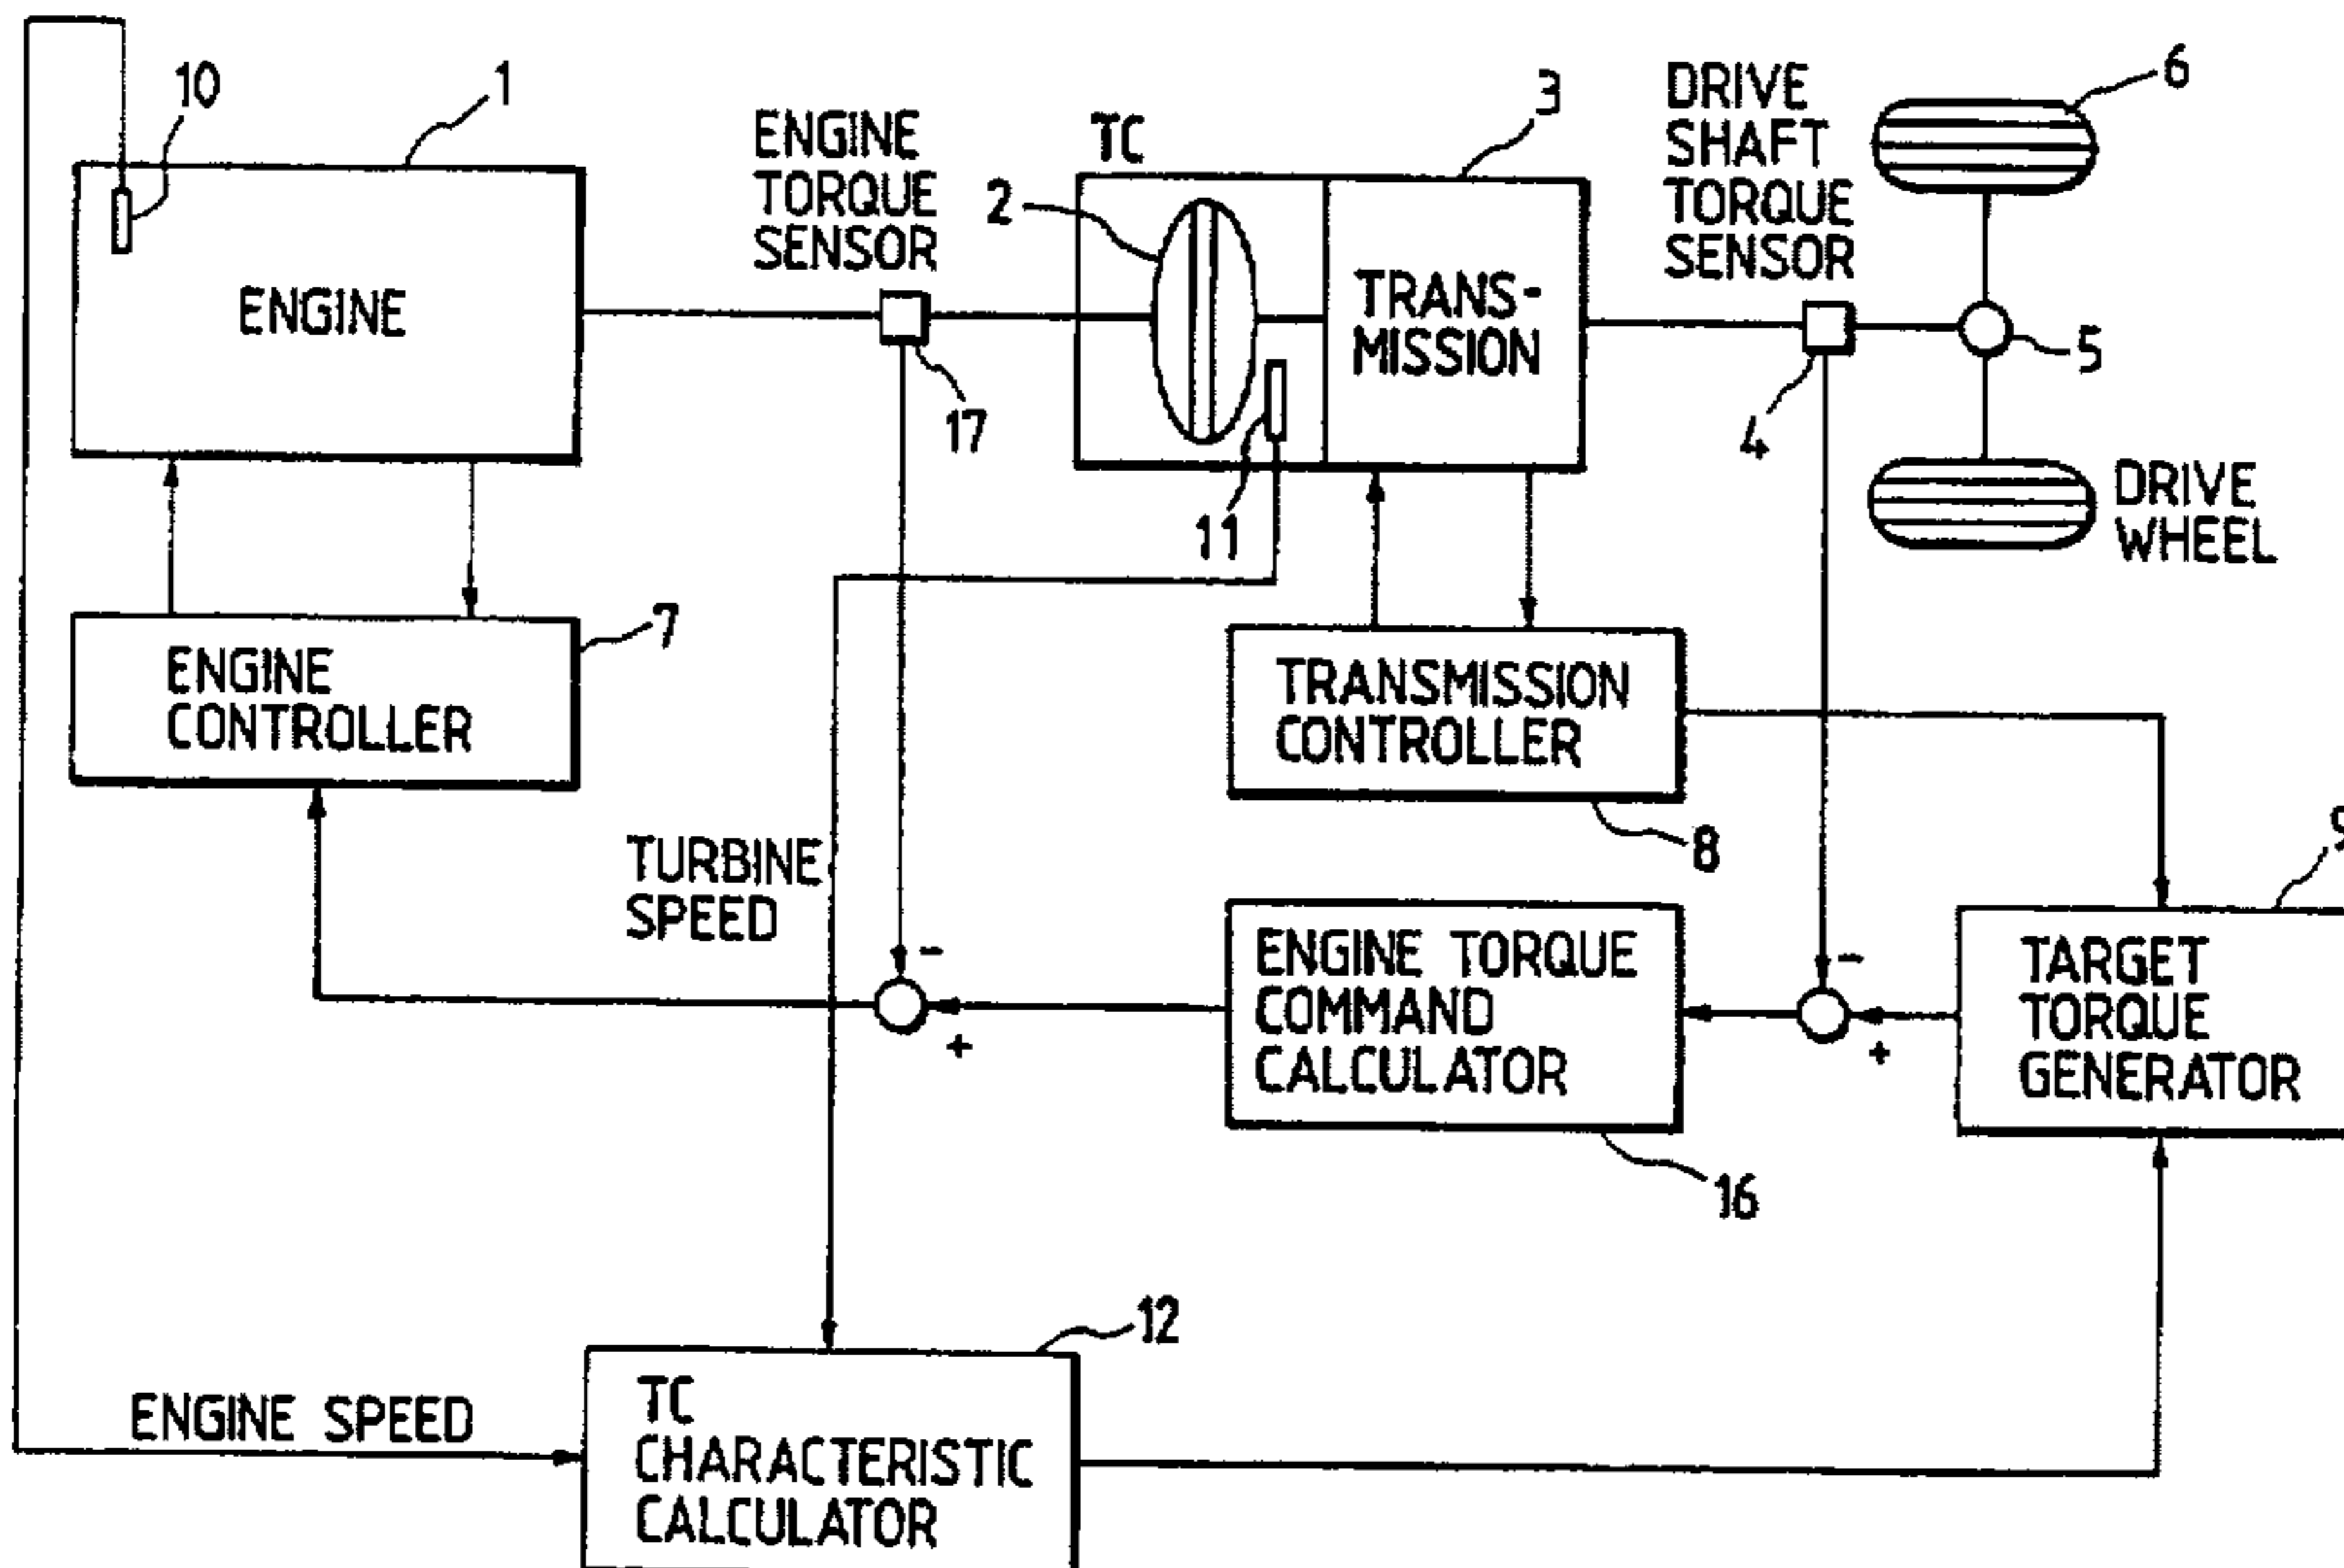 10
1
ENGINE
TORQUE
SENSOR
TC
2
3
DRIVE
SHAFT
TORQUE
SENSOR
6
ENGINE
TRANS-
MISSION
5
17
4
11
DRIVE
WHEEL
7
ENGINE
CONTROLLER
TRANSMISSION
CONTROLLER
8
9
TURBINE
SPEED
-
+
ENGINE TORQUE
COMMAND
CALCULATOR
-
+
TARGET
TORQUE
GENERATOR
16
12
ENGINE SPEED
TC
CHARACTERISTIC
CALCULATOR